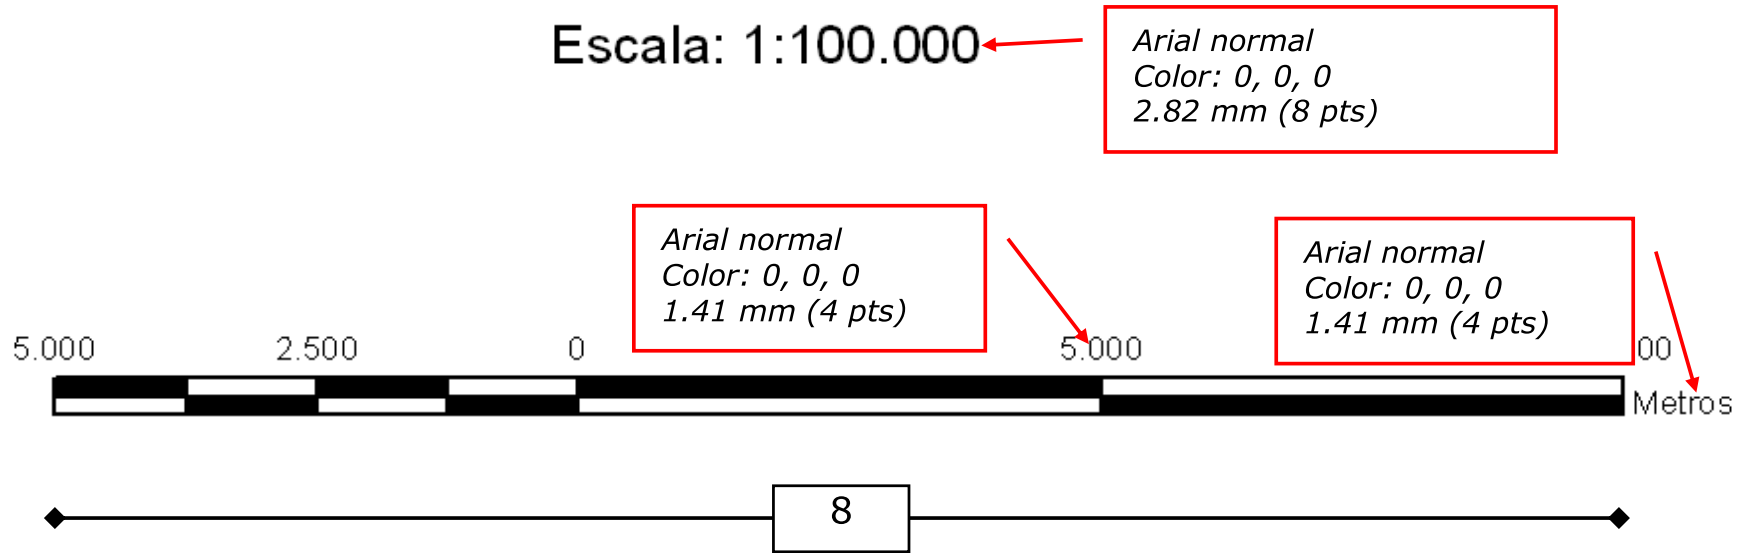 Escala: 1:100.000
Arial normal
Color: 0, 0, 0
2.82 mm (8 pts)
Arial normal
Color: 0, 0, 0
1.41 mm (4 pts)
Arial normal
Color: 0, 0, 0
1.41 mm (4 pts)
5.000 2.500 0 5.000 00
Metros
8